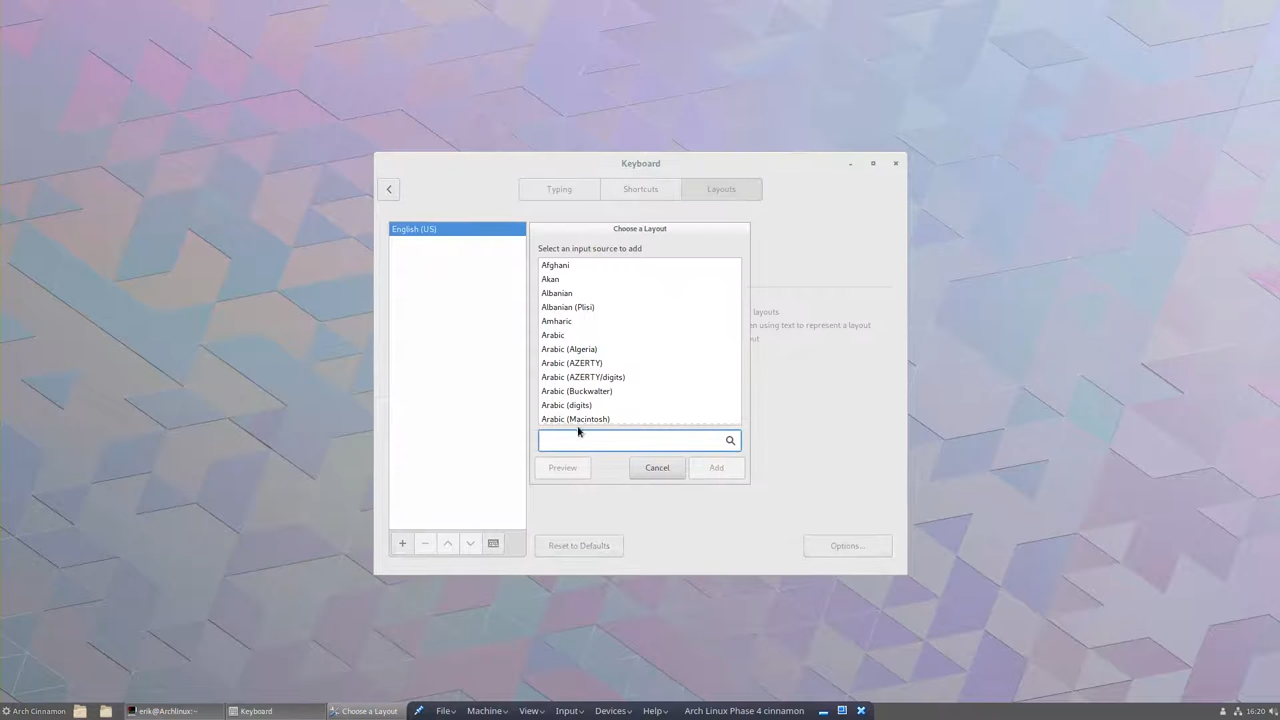 Keyboard
Typing
Shortcuts
Layouts
English (US)
Choose a Layout
Select an input source to add
Afghani
Akan
Albanian
Albanian (Plisi)
Amharic
Arabic
Arabic (Algeria)
Arabic (AZERTY)
Arabic (AZERTY/digits)
Arabic (Buckwalter)
Arabic (digits)
Arabic (Macintosh)
layouts
en using text to represent a layout
out
Preview
Cancel
Add
Reset to Defaults
Options...
Arch Cinnamon
erik@Archlinux:~
Keyboard
Choose a Layout
File
Machine
View
Input
Devices
Help
Arch Linux Phase 4 cinnamon
16:20